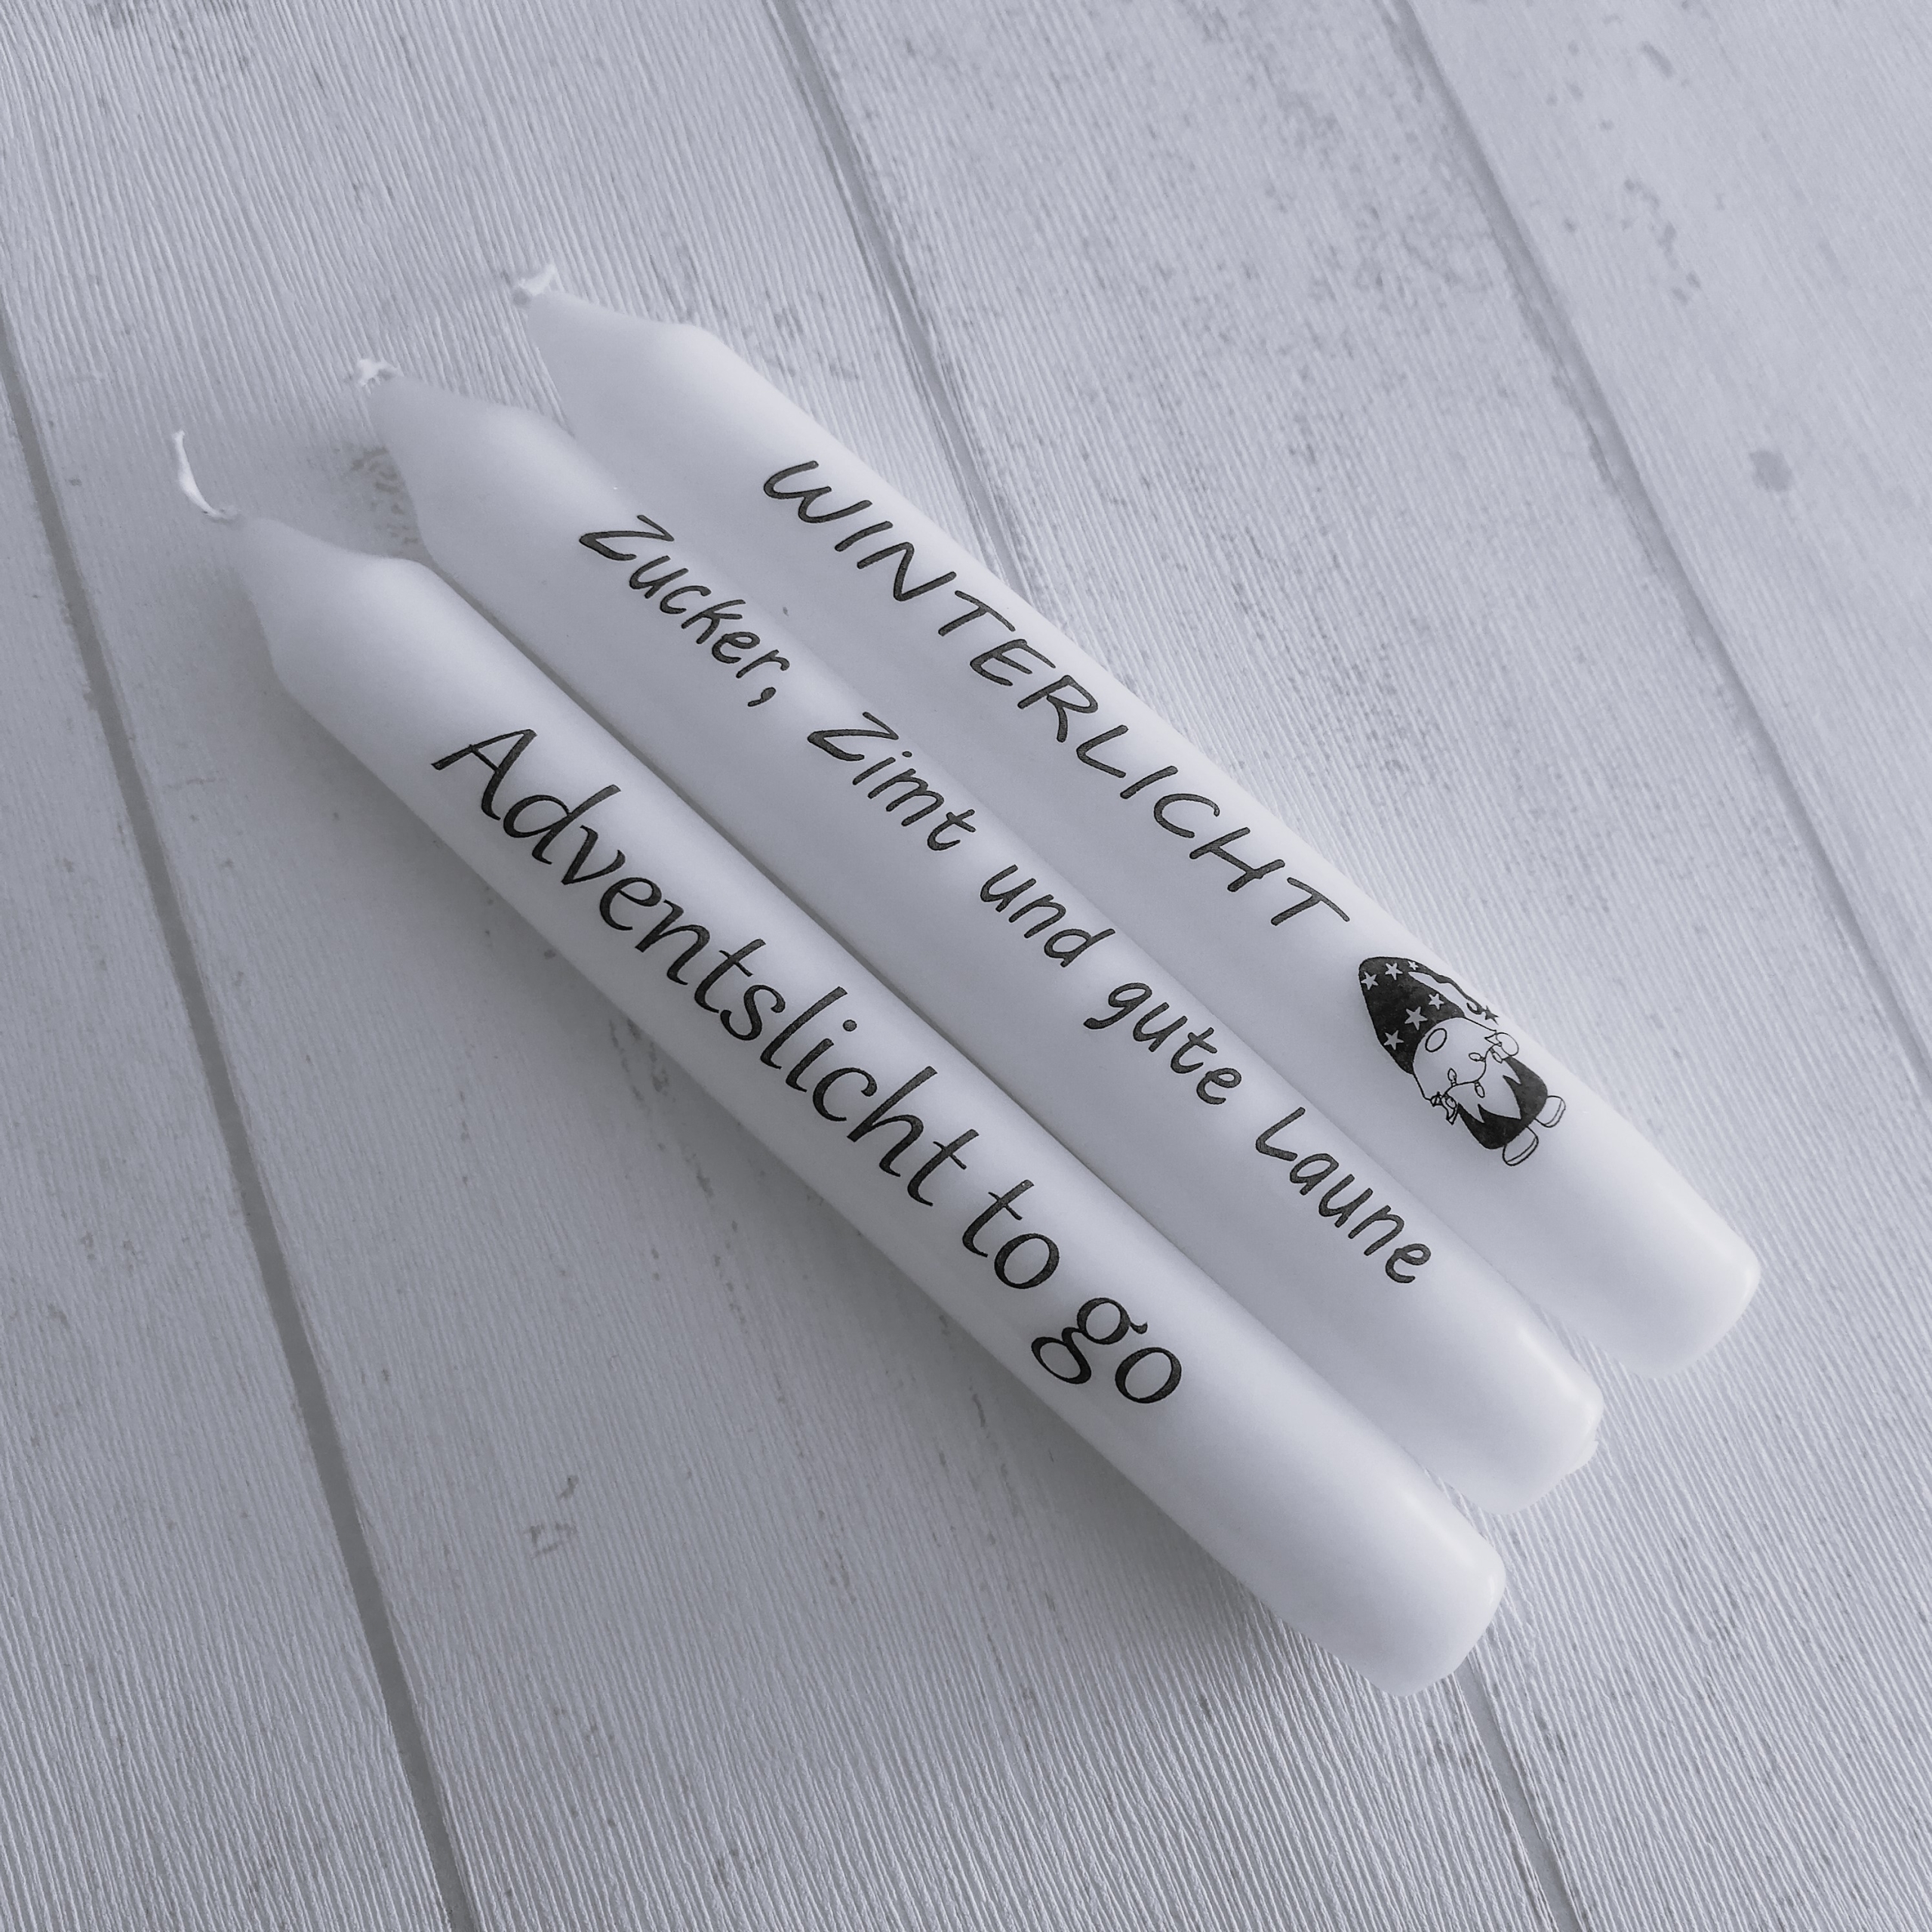 WINTERLICHT
Zucker, Zimt und gute Laune
Adventslicht to go